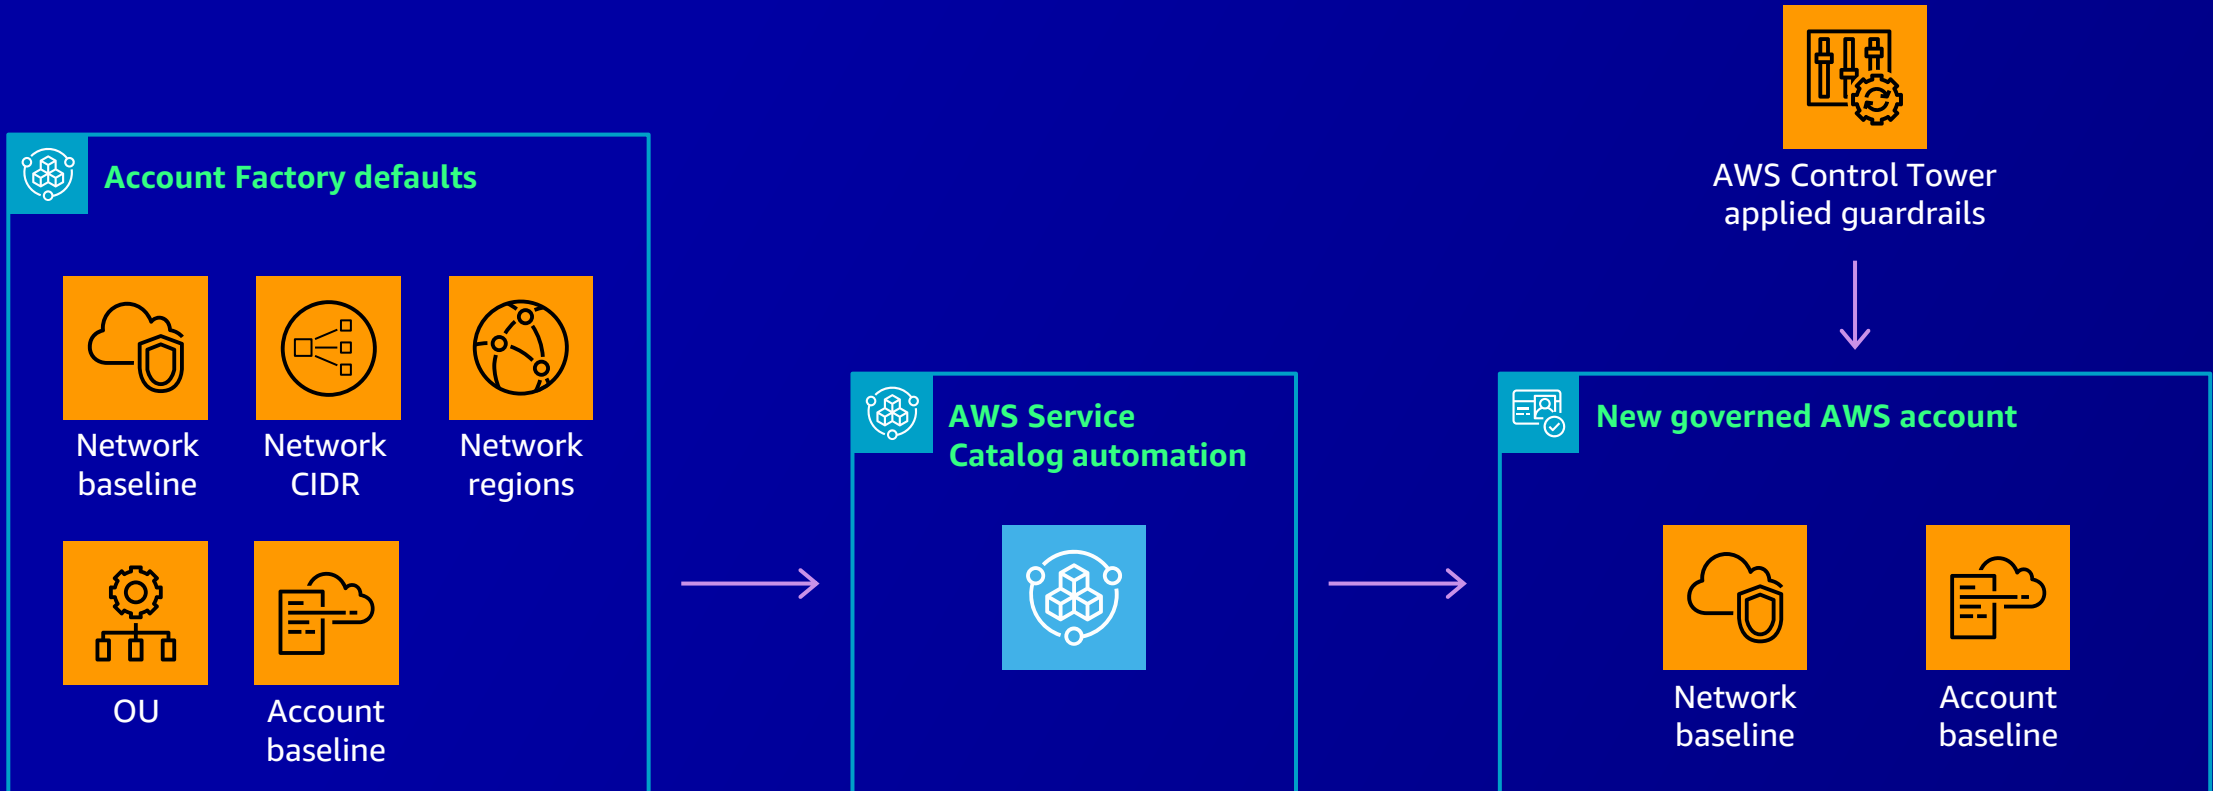 Account Factory defaults
Network
baseline
Network
CIDR
Network
regions
OU
Account
baseline
AWS Service
Catalog automation
AWS Control Tower
applied guardrails
New governed AWS account
Network
baseline
Account
baseline